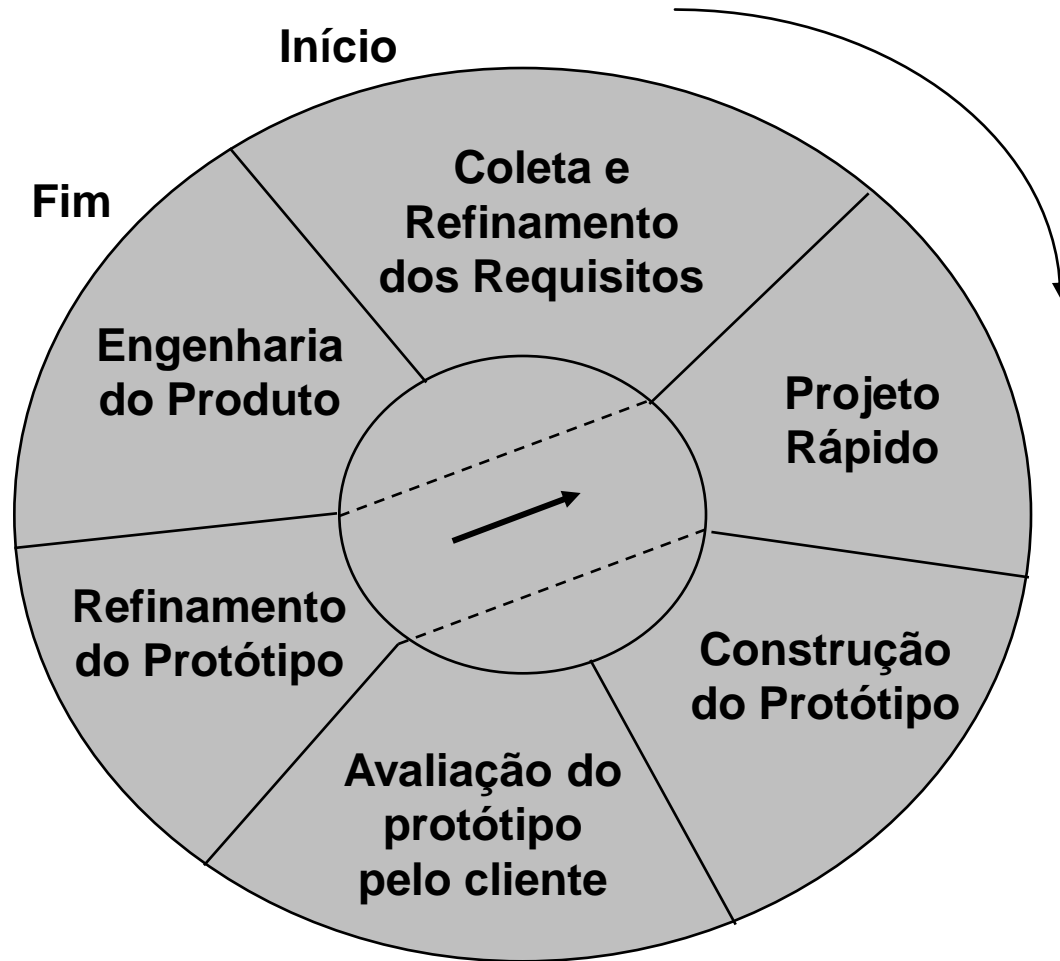 Início
Fim
Coleta e
Refinamento
dos Requisitos
Projeto
Rápido
Construção
do Protótipo
Avaliação do
protótipo
pelo cliente
Refinamento
do Protótipo
Engenharia
do Produto